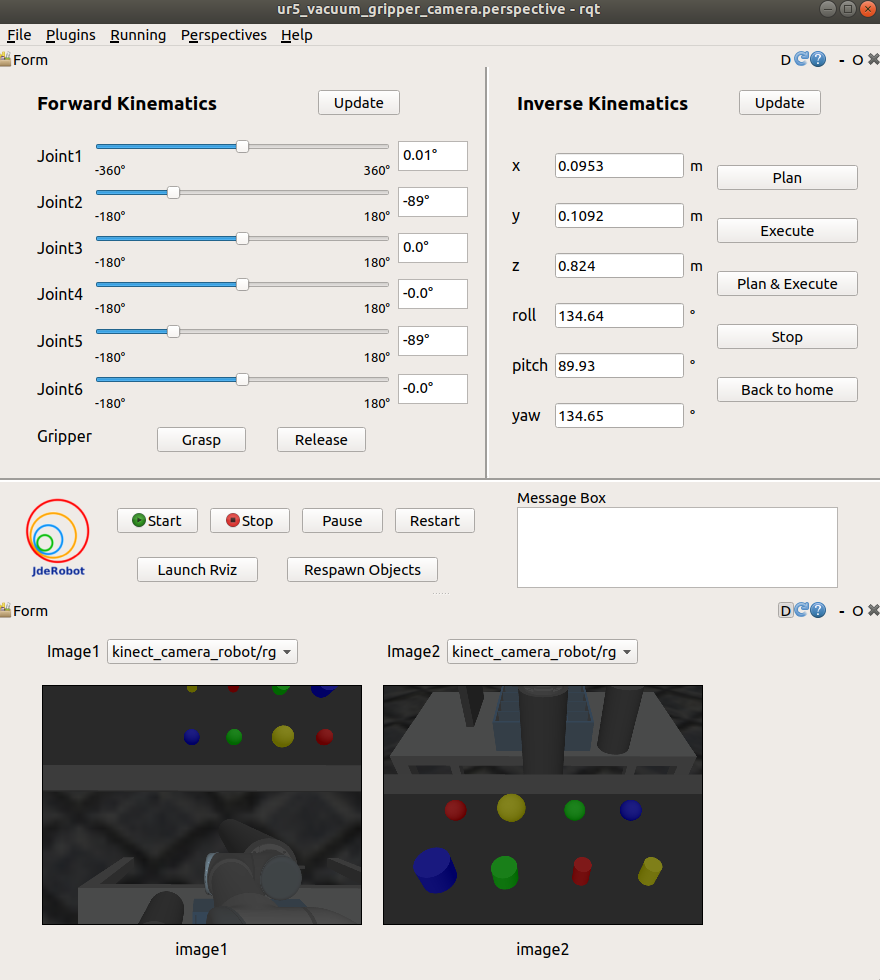 ur5_vacuum_gripper_camera.perspective - rqt
File Plugins Running Perspectives Help
Form D ? - O
Forward Kinematics Update
Joint1 0.01°
-360° 360°
Joint2 -89°
-180° 180°
Joint3 0.0°
-180° 180°
Joint4 -0.0°
-180° 180°
Joint5 -89°
-180° 180°
Joint6 -0.0°
-180° 180°
Gripper Grasp Release
Inverse Kinematics Update
x 0.0953 m
y 0.1092 m
z 0.824 m
roll 134.64 °
pitch 89.93 °
yaw 134.65 °
Plan
Execute
Plan & Execute
Stop
Back to home
JdeRobot
Start Stop Pause Restart
Launch Rviz Respawn Objects
Message Box
Form D ? - O
Image1 kinect_camera_robot/rg
Image2 kinect_camera_robot/rg
image1
image2